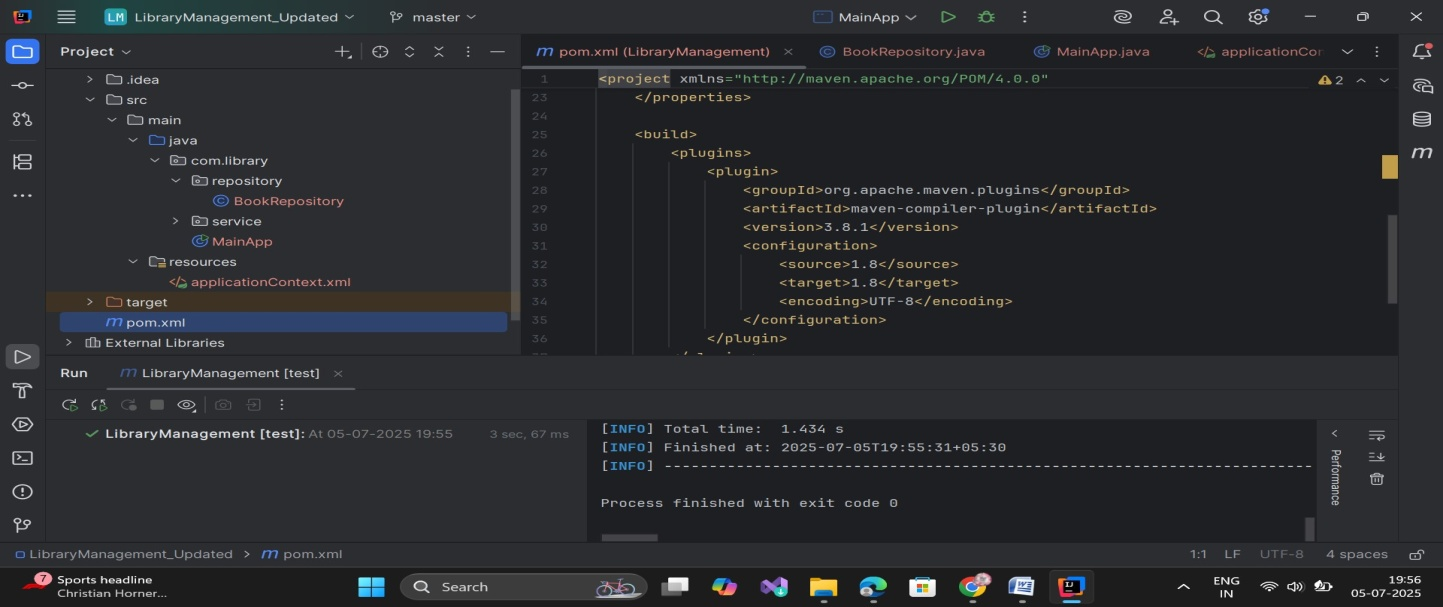 LM LibraryManagement_Updated master MainApp
Project
pom.xml (LibraryManagement) BookRepository.java MainApp.java applicationCor
.idea
src
main
java
com.library
repository
BookRepository
service
MainApp
resources
applicationContext.xml
target
m pom.xml
External Libraries
1 <project xmlns="http://maven.apache.org/POM/4.0.0" 2
23 </properties>
24
25 <build>
26 <plugins>
27 <plugin>
28 <groupId>org.apache.maven.plugins</groupId>
29 <artifactId>maven-compiler-plugin</artifactId>
30 <version>3.8.1</version>
31 <configuration>
32 <source>1.8</source>
33 <target>1.8</target>
34 <encoding>UTF-8</encoding>
35 </configuration>
36 </plugin>
Run LibraryManagement [test]
LibraryManagement [test]: At 05-07-2025 19:55 3 sec, 67 ms
[INFO] Total time: 1.434 s
[INFO] Finished at: 2025-07-05T19:55:31+05:30
[INFO] ------------------------------------------------------------------------
Process finished with exit code 0
Performance
LibraryManagement_Updated > m pom.xml 1:1 LF UTF-8 4 spaces
7 Sports headline
Christian Horner...
Search
ENG
IN
19:56
05-07-2025